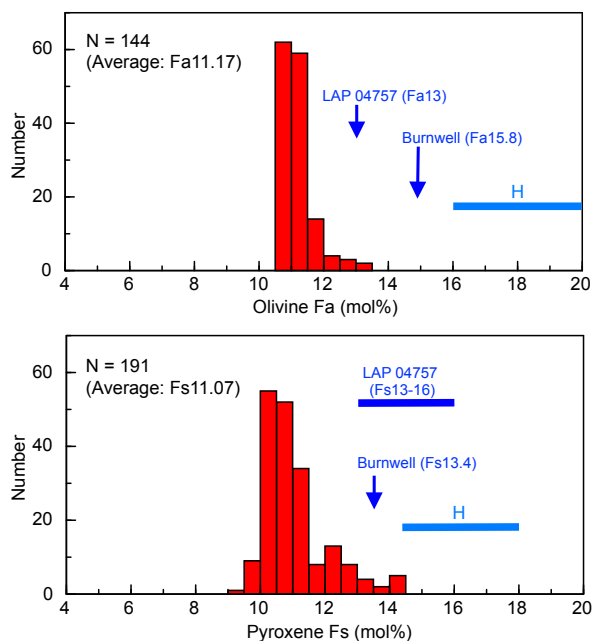 N = 144
(Average: Fa11.17)
LAP 04757 (Fa13)
Burnwell (Fa15.8)
H
Number
60
40
20
0
4 6 8 10 12 14 16 18 20
Olivine Fa (mol%)
N = 191
(Average: Fs11.07)
LAP 04757
(Fs13-16)
Burnwell (Fs13.4)
H
Number
60
40
20
0
4 6 8 10 12 14 16 18 20
Pyroxene Fs (mol%)